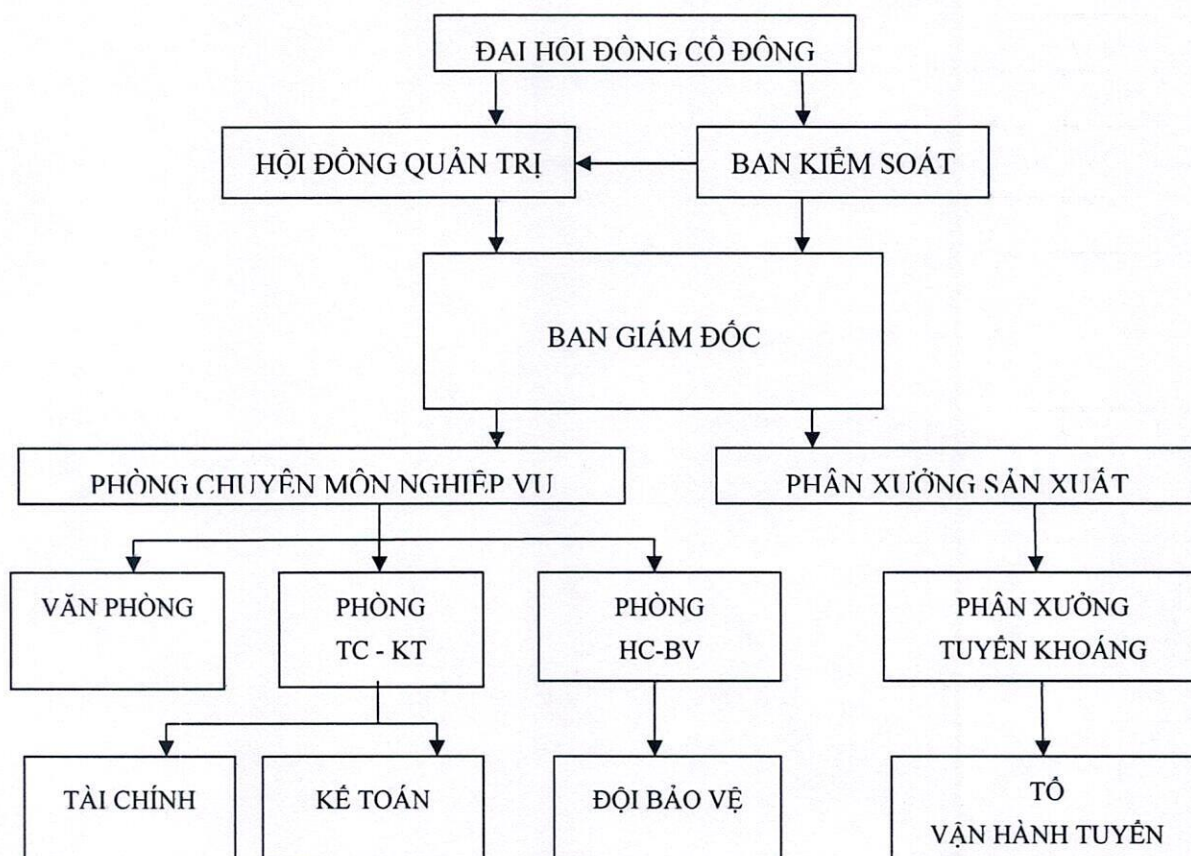 ĐẠI HỘI ĐỒNG CỔ ĐÔNG
HỘI ĐỒNG QUẢN TRỊ
BAN KIỂM SOÁT
BAN GIÁM ĐỐC
PHÒNG CHUYÊN MÔN NGHIỆP VỤ
PHÂN XƯỞNG SẢN XUẤT
VĂN PHÒNG
PHÒNG
TC - KT
PHÒNG
HC-BV
PHÂN XƯỞNG
TUYỂN KHOÁNG
TÀI CHÍNH
KẾ TOÁN
ĐỘI BẢO VỆ
TỔ
VẬN HÀNH TUYỂN